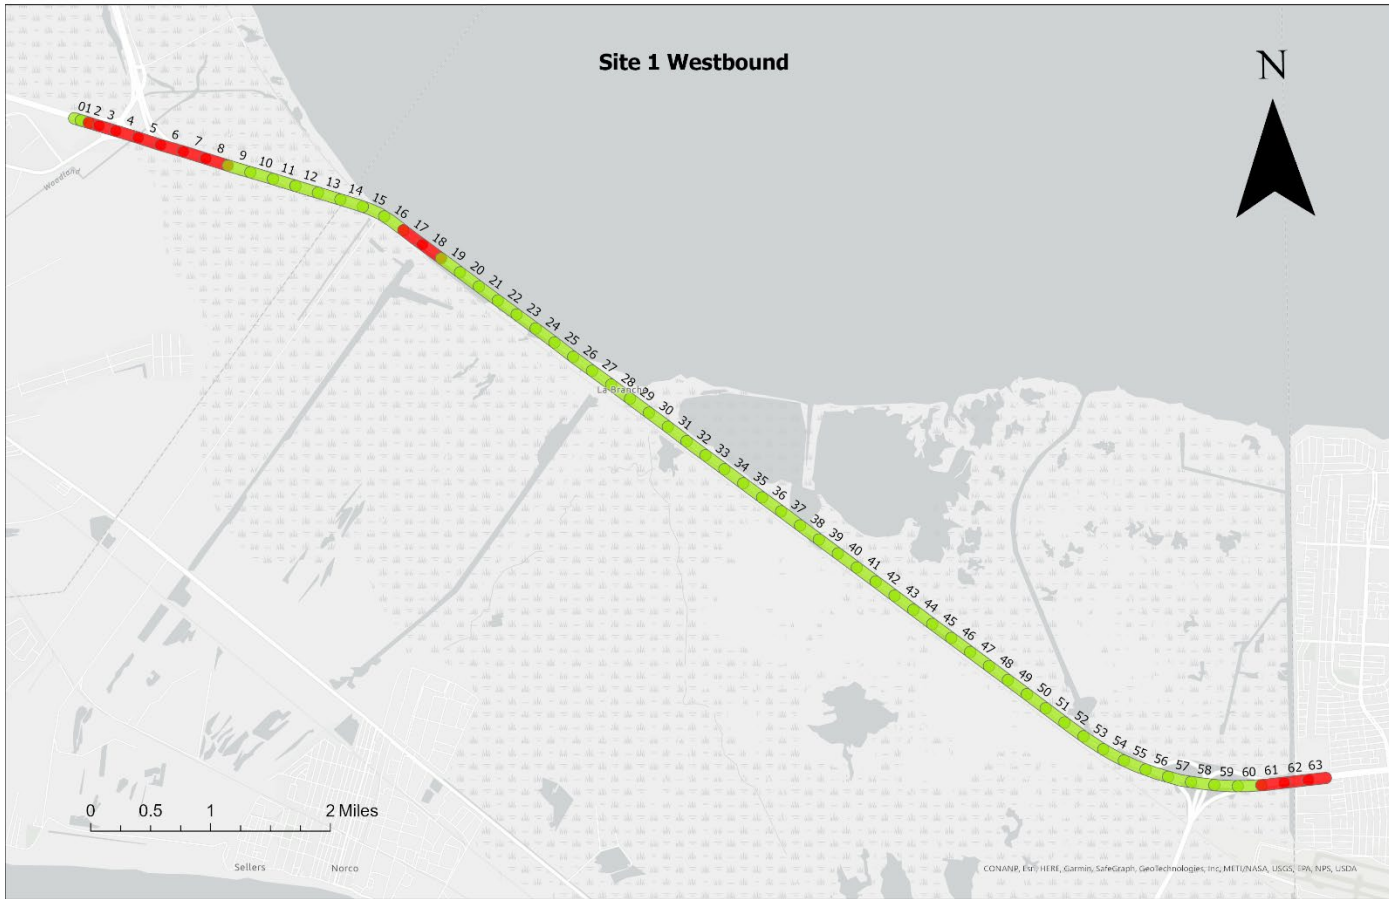 Site 1 Westbound
N
01 2 3 4 5 6 7 8 9 10 11 12 13 14 15 16 17 18 19 20 21 22 23 24 25 26 27 28 29 30 31 32 33 34 35 36 37 38 39 40 41 42 43 44 45 46 47 48 49 50 51 52 53 54 55 56 57 58 59 60 61 62 63
Woodland
La Branche
0 0.5 1 2 Miles
Sellers Norco
CONANP, Esri, HERE, Garmin, SafeGraph, GeoTechnologies, Inc, METI/NASA, USGS, EPA, NPS, USDA